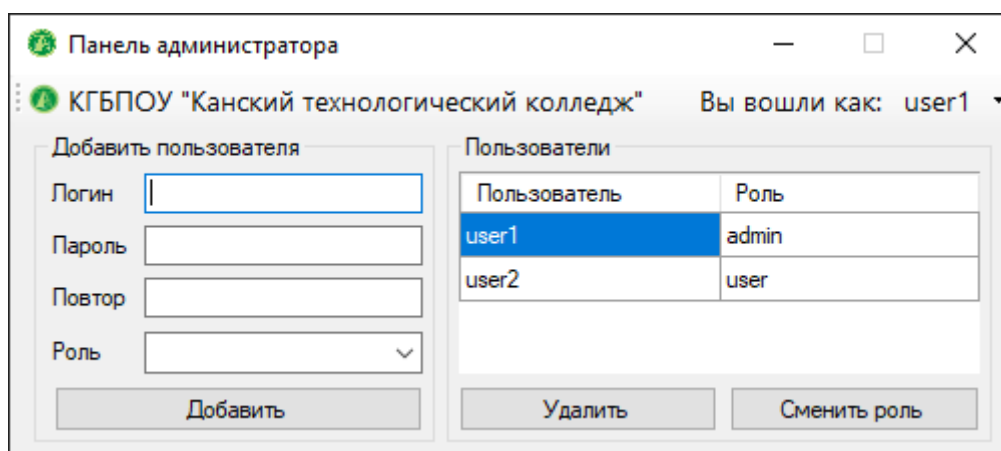 Панель администратора
КГБПОУ "Канский технологический колледж" Вы вошли как: user1
Добавить пользователя
Логин
Пароль
Повтор
Роль
Добавить
Пользователи
Пользователь Роль
user1 admin
user2 user
Удалить Сменить роль